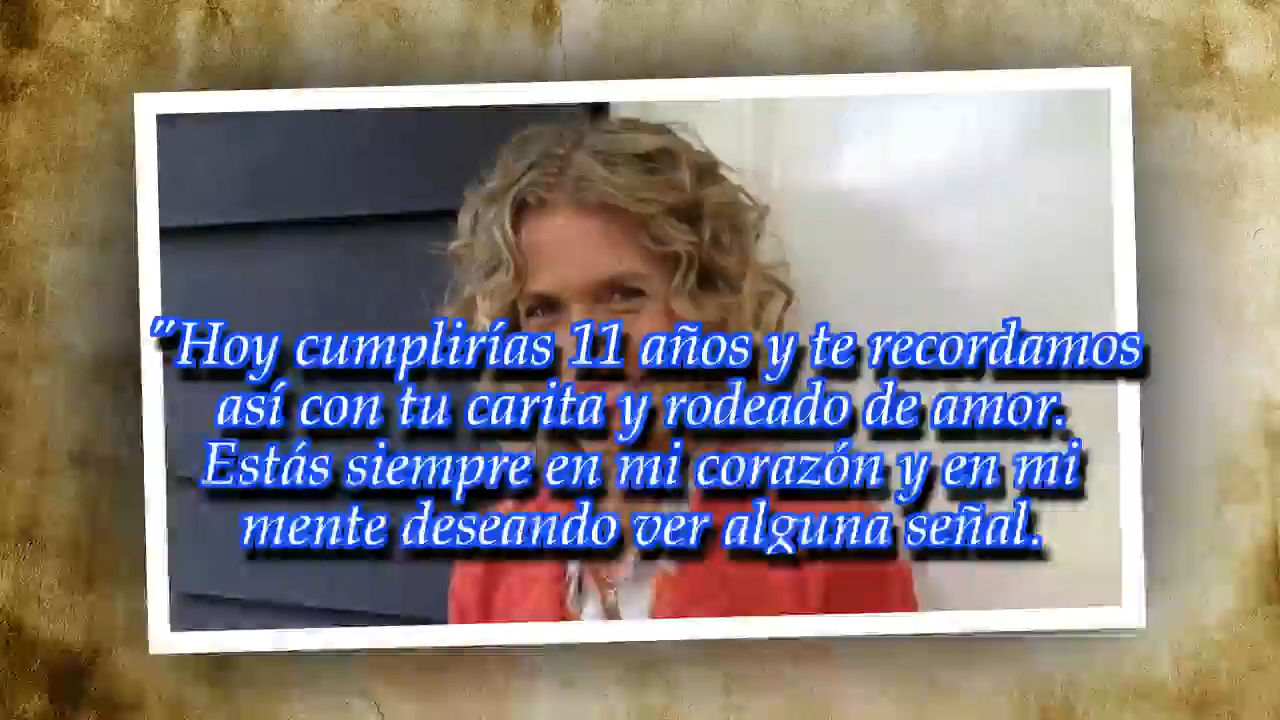 "Hoy cumplirías 11 años y te recordamos
así con tu carita y rodeado de amor.
Estás siempre en mi corazón y en mi
mente deseando ver alguna señal.